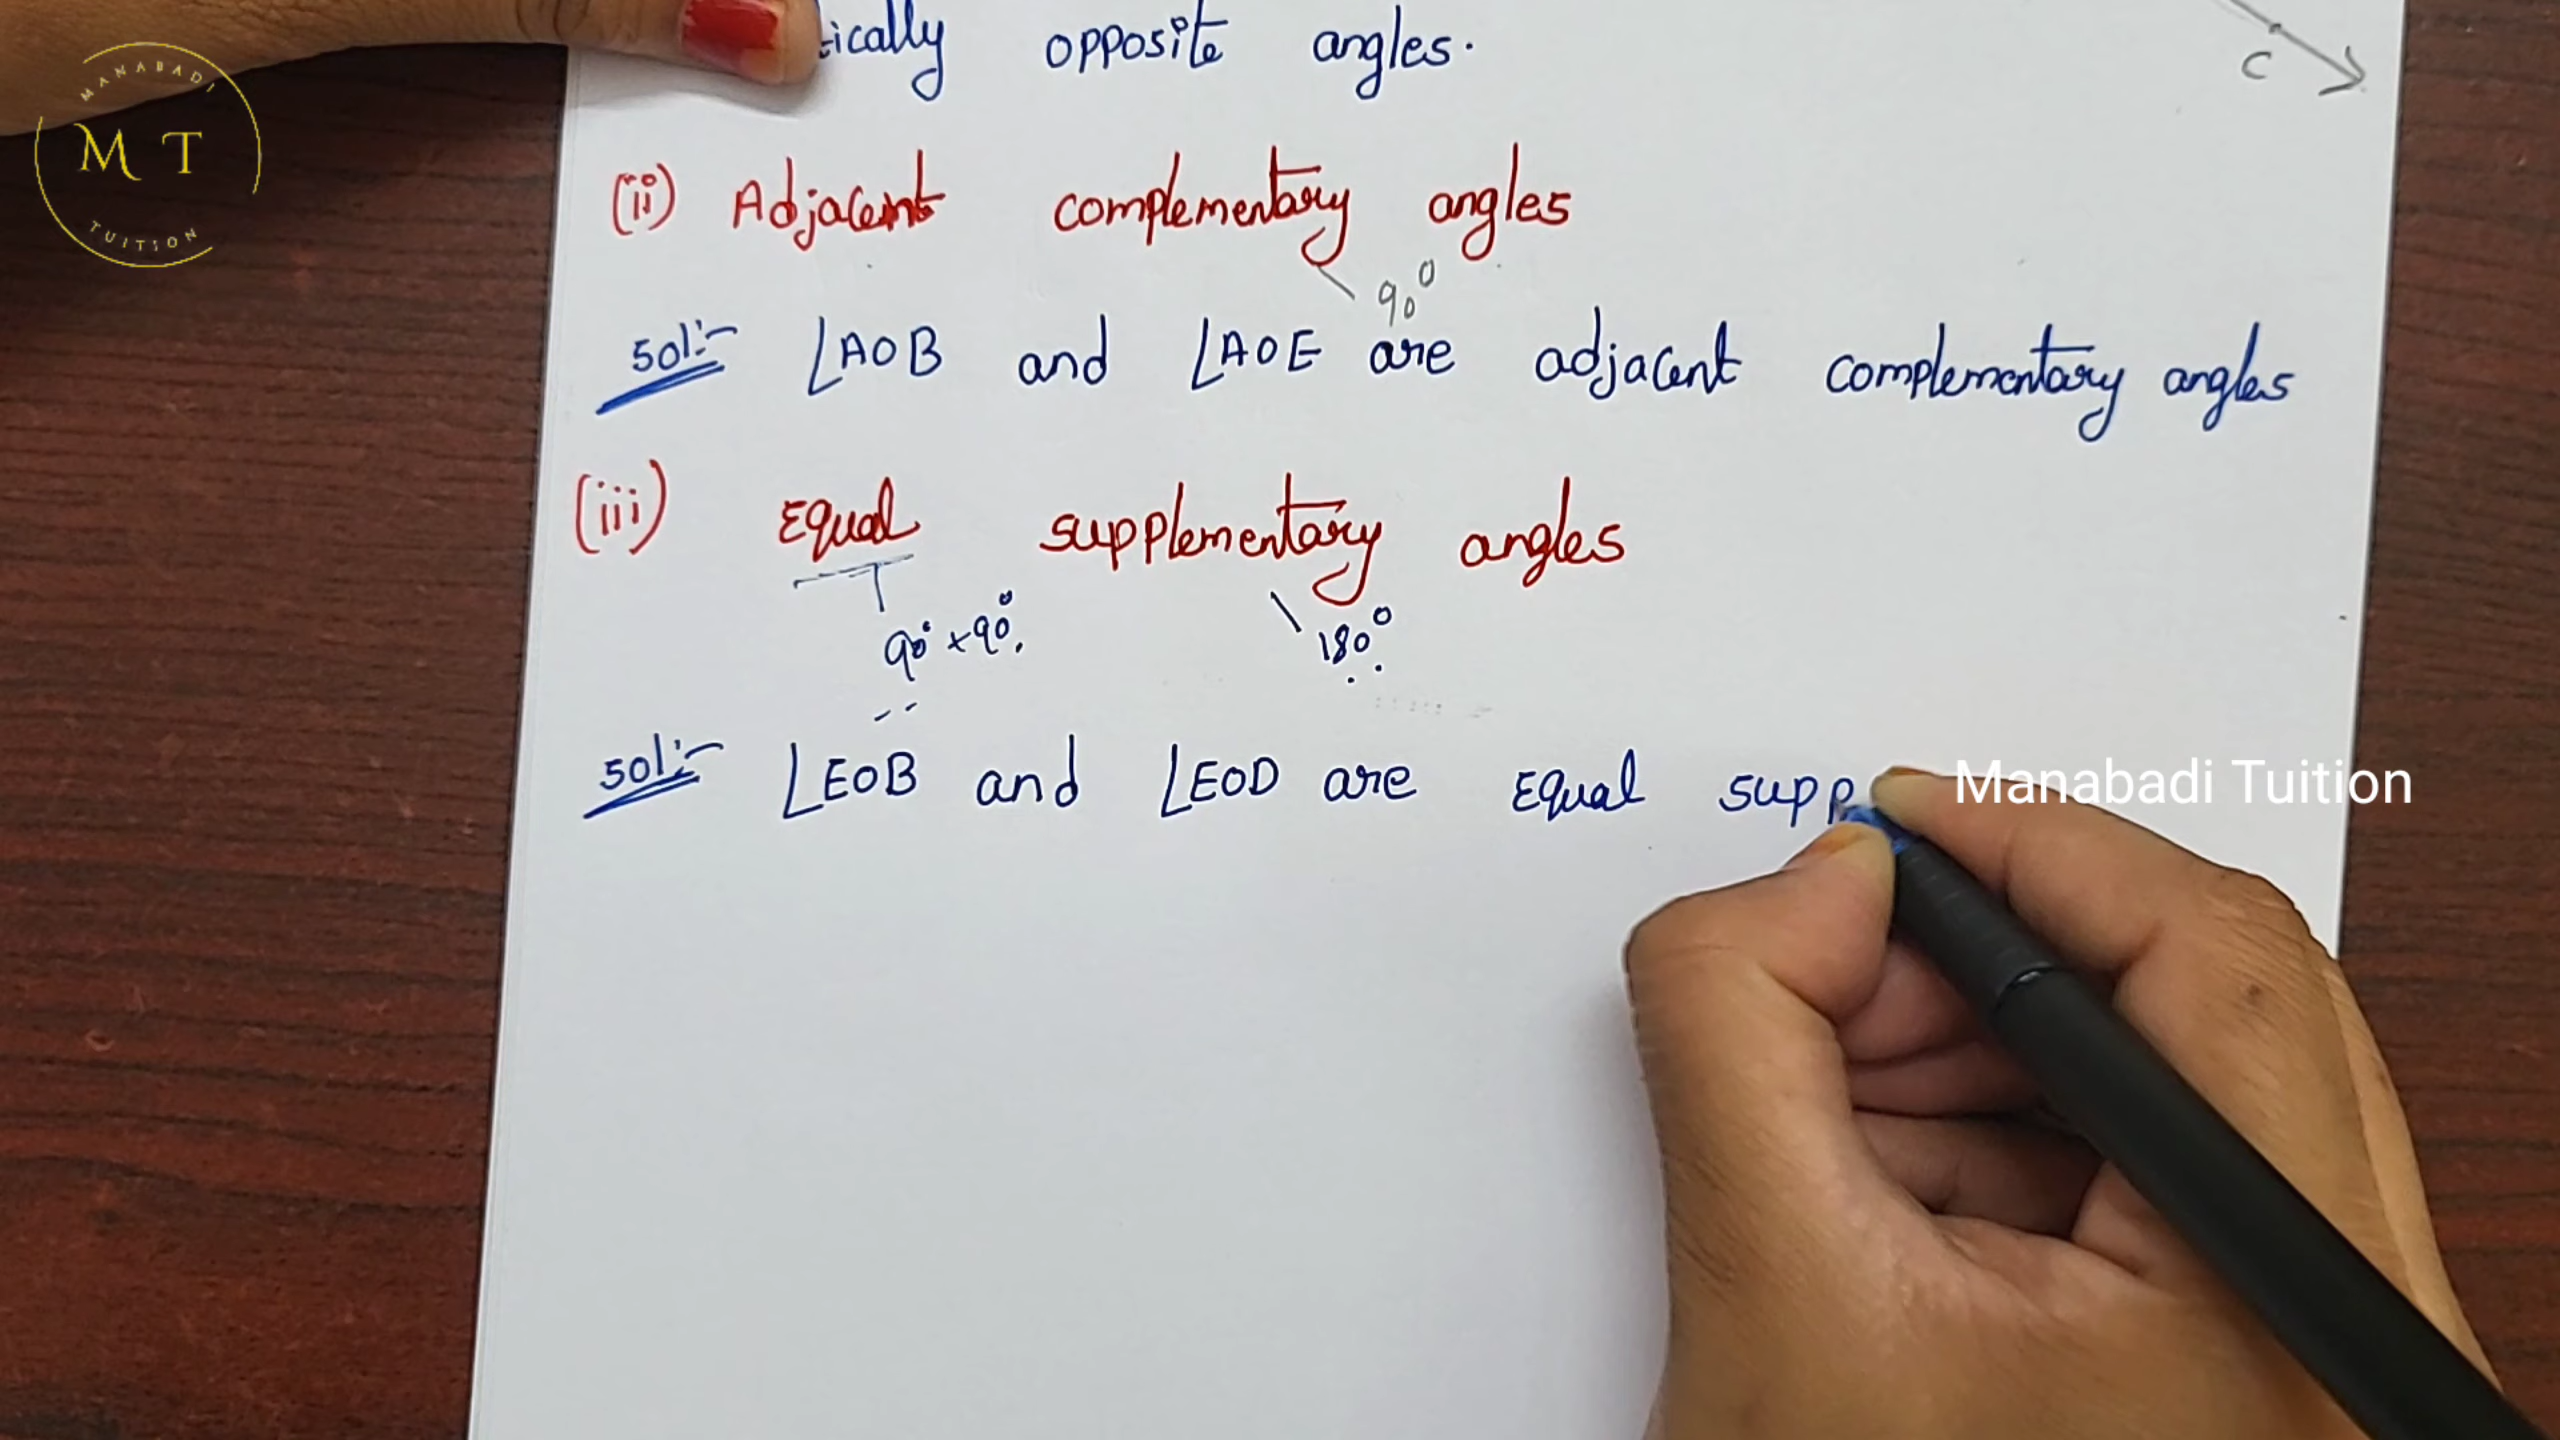 MANABADI
MT
TUITION
opposite angles.
C
(ii) Adjacent complementary angles
90°
Sol:- ∠AOB and ∠AOE are adjacent complementary angles
(iii) Equal supplementary angles
90° + 90°. 180°
Sol:- ∠EOB and ∠EOD are Equal supp
Manabadi Tuition